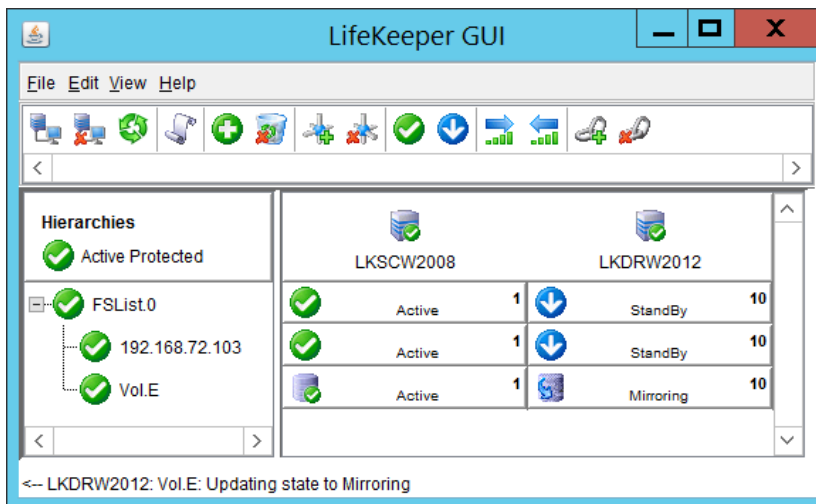 LifeKeeper GUI
File Edit View Help
Hierarchies
Active Protected
LKSCW2008 LKDRW2012
FSList.0 Active 1 StandBy 10
192.168.72.103 Active 1 StandBy 10
Vol.E Active 1 Mirroring 10
<-- LKDRW2012: Vol.E: Updating state to Mirroring